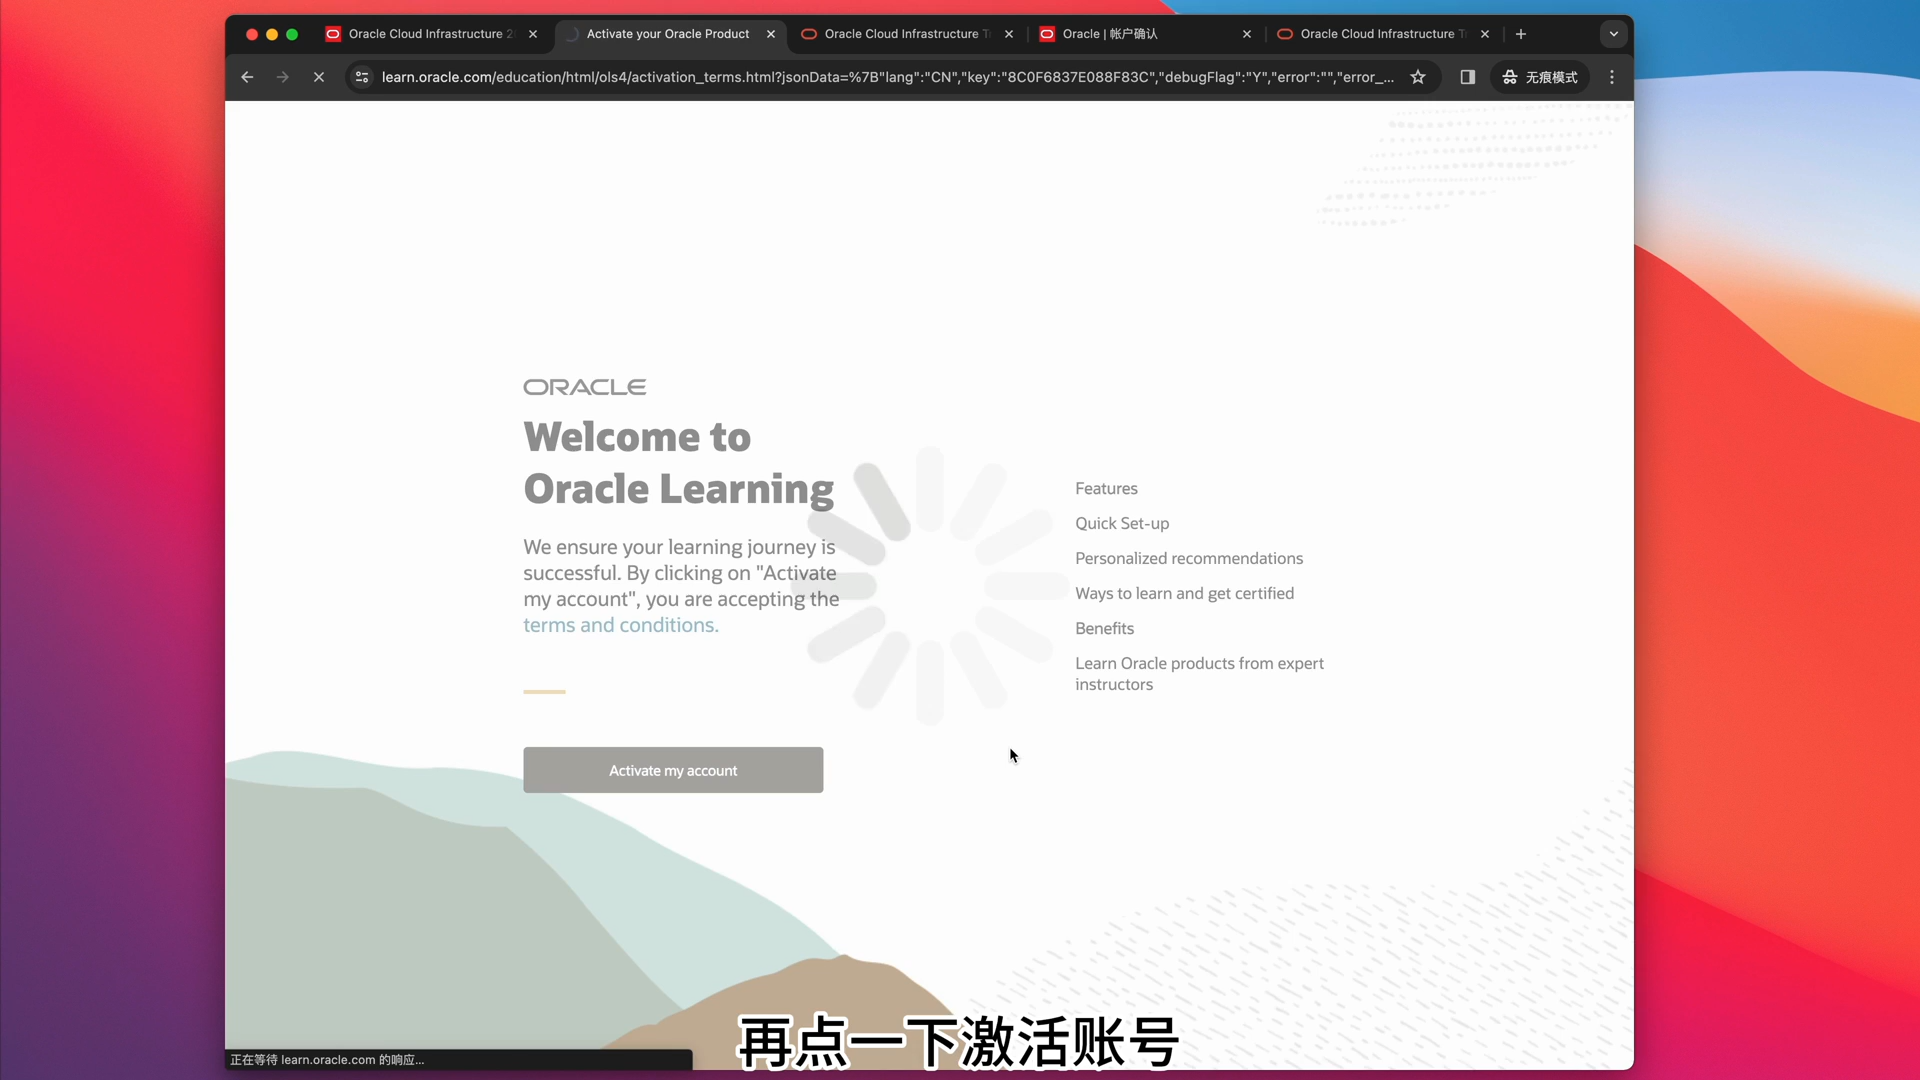 Oracle Cloud Infrastructure 2
Activate your Oracle Product
Oracle Cloud Infrastructure T
Oracle | 帐户确认
Oracle Cloud Infrastructure T
learn.oracle.com/education/html/ols4/activation_terms.html?jsonData=%7B"lang":"CN","key":"8C0F6837E088F83C","debugFlag":"Y","error":"","error_...
无痕模式
ORACLE
Welcome to
Oracle Learning
We ensure your learning journey is
successful. By clicking on "Activate
my account", you are accepting the
terms and conditions.
Activate my account
Features
Quick Set-up
Personalized recommendations
Ways to learn and get certified
Benefits
Learn Oracle products from expert
instructors
再点一下激活账号
正在等待 learn.oracle.com 的响应...